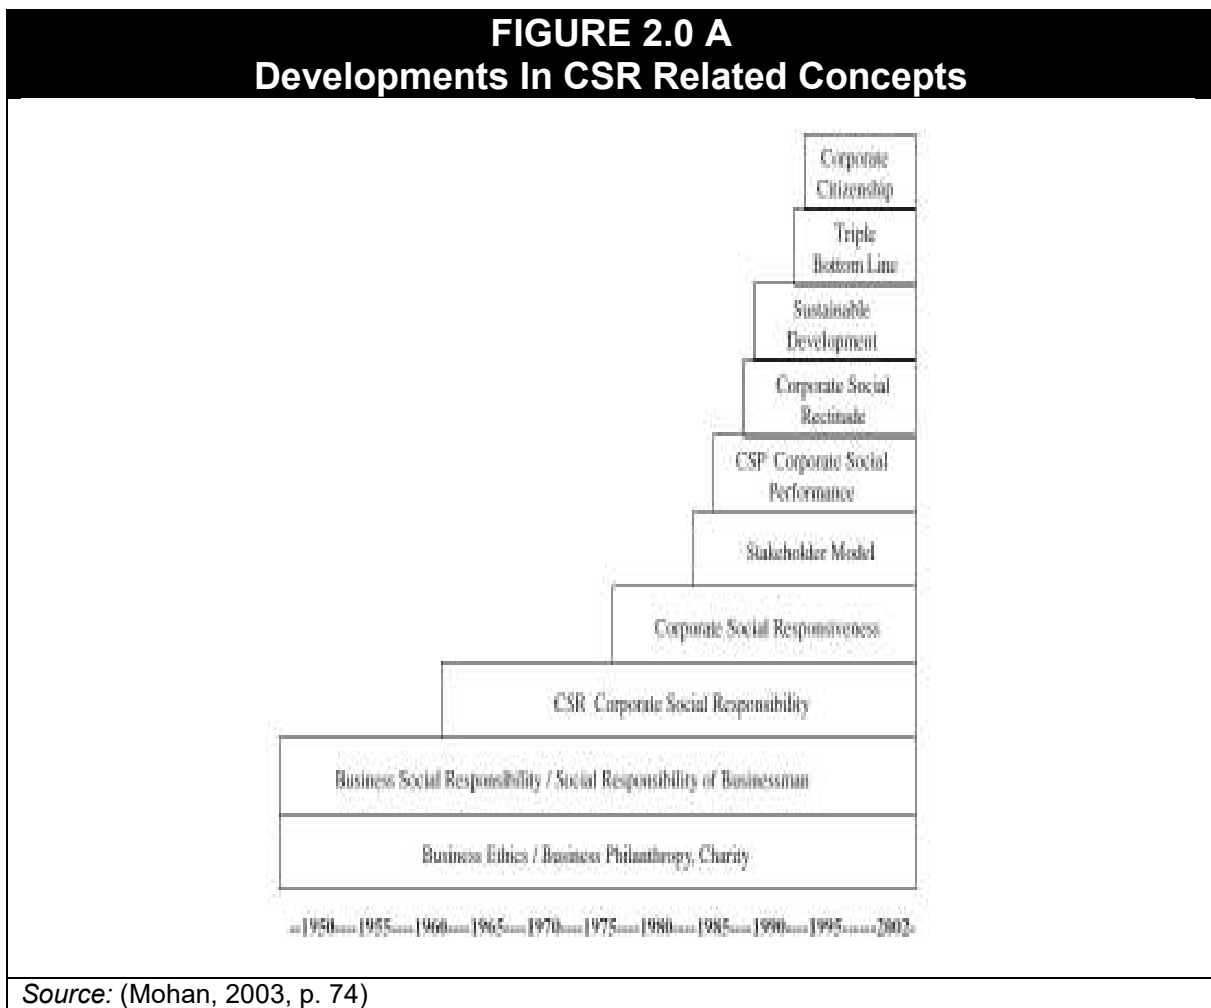 FIGURE 2.0 A
Developments In CSR Related Concepts
Corporate
Citizenship
Triple
Bottom Line
Sustainable
Development
Corporate Social
Rectitude
CSP Corporate Social
Performance
Stakeholder Model
Corporate Social Responsiveness
CSR Corporate Social Responsibility
Business Social Responsibility / Social Responsibility of Businessman
Business Ethics / Business Philanthropy, Charity
...1950.....1955.....1960.....1965.....1970.....1975.....1980.....1985.....1990.....1995.......2002..
Source: (Mohan, 2003, p. 74)